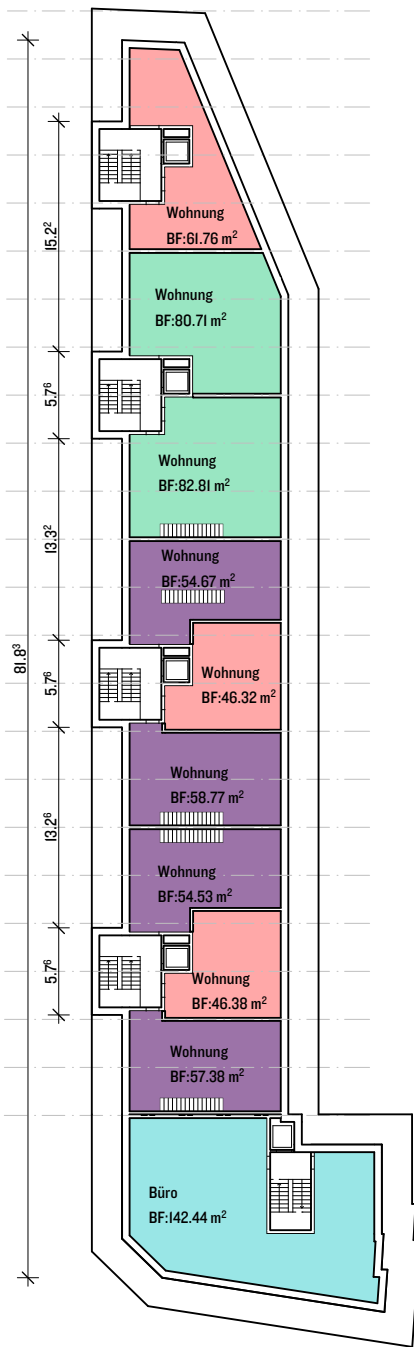 Wohnung
BF:61.76 m²
15.2²
Wohnung
BF:80.71 m²
5.7⁶
Wohnung
BF:82.81 m²
13.3²
Wohnung
BF:54.67 m²
81.8³
5.7⁶
Wohnung
BF:46.32 m²
Wohnung
BF:58.77 m²
13.2⁶
Wohnung
BF:54.53 m²
5.7⁶
Wohnung
BF:46.38 m²
Wohnung
BF:57.38 m²
Büro
BF:142.44 m²